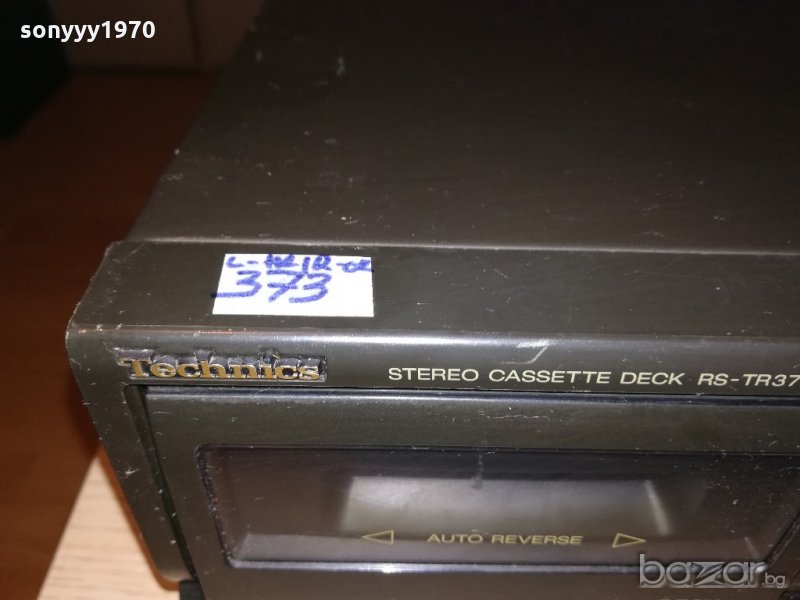 sonyyy1970
373
Technics
STEREO CASSETTE DECK RS-TR37
AUTO REVERSE
bazar.bg